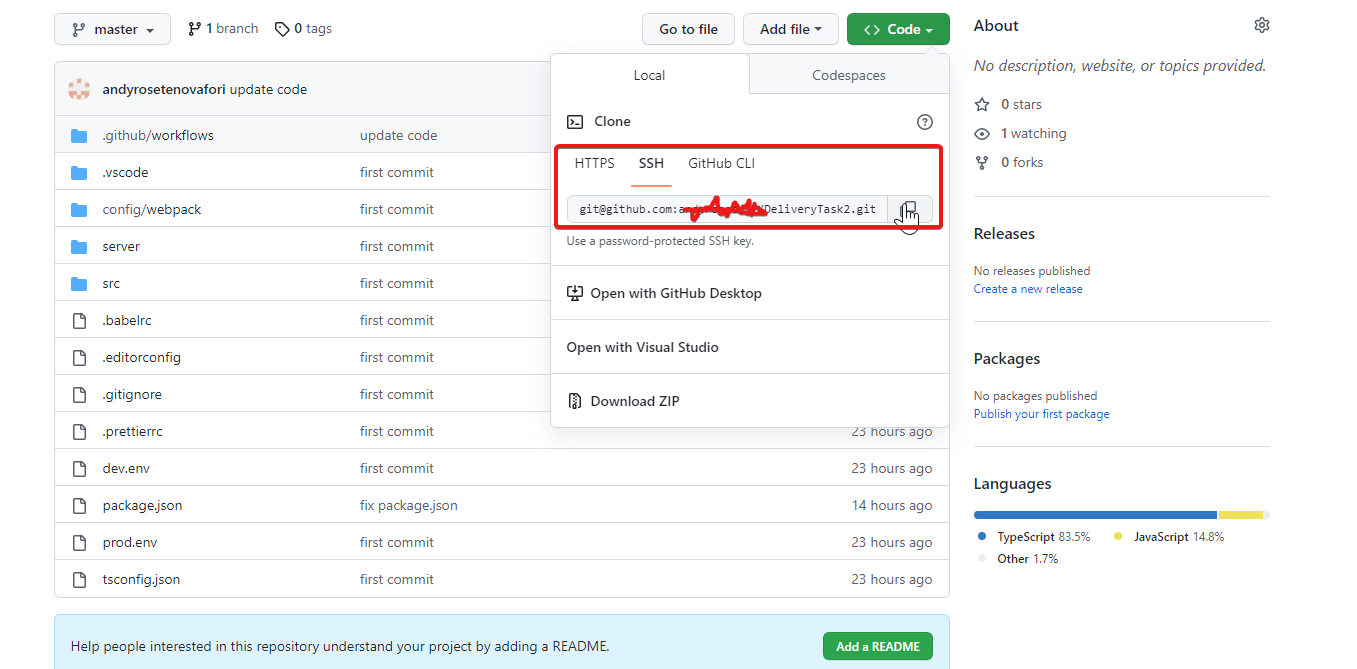 master 1 branch 0 tags Go to file Add file Code
andyrosetenovafori update code
.github/workflows update code
.vscode first commit
config/webpack first commit
server first commit
src first commit
.babelrc first commit
.editorconfig first commit
.gitignore first commit
.prettierrc first commit 23 hours ago
dev.env first commit 23 hours ago
package.json fix package.json 14 hours ago
prod.env first commit 23 hours ago
tsconfig.json first commit 23 hours ago
Help people interested in this repository understand your project by adding a README. Add a README
Local Codespaces
Clone
HTTPS SSH GitHub CLI
git@github.com: /DeliveryTask2.git
Use a password-protected SSH key.
Open with GitHub Desktop
Open with Visual Studio
Download ZIP
About
No description, website, or topics provided.
0 stars
1 watching
0 forks
Releases
No releases published
Create a new release
Packages
No packages published
Publish your first package
Languages
TypeScript 83.5% JavaScript 14.8%
Other 1.7%